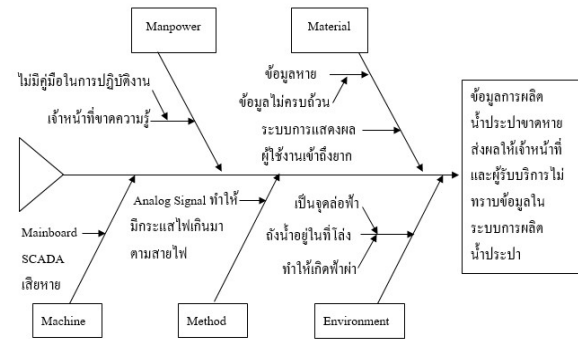 Manpower
Material
ไม่มีคู่มือในการปฏิบัติงาน
เจ้าหน้าที่ขาดความรู้
ข้อมูลหาย
ข้อมูลไม่ครบถ้วน
ระบบการแสดงผล
ผู้ใช้งานเข้าถึงยาก
ข้อมูลการผลิต
น้ำประปาขาดหาย
ส่งผลให้เจ้าหน้าที่
และผู้รับบริการไม่
ทราบข้อมูลใน
ระบบการผลิต
น้ำประปา
Mainboard
SCADA
เสียหาย
Analog Signal ทำให้
มีกระแสไฟเกินมา
ตามสายไฟ
เป็นจุดล่อฟ้า
ถังน้ำอยู่ในที่โล่ง
ทำให้เกิดฟ้าผ่า
Machine
Method
Environment